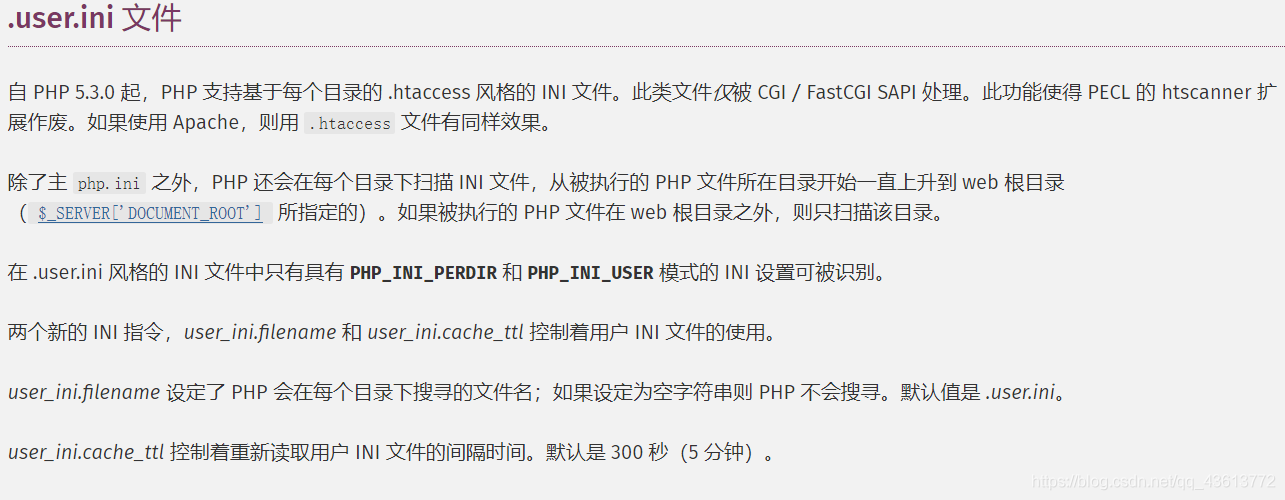 .user.ini 文件
自 PHP 5.3.0 起，PHP 支持基于每个目录的 .htaccess 风格的 INI 文件。此类文件仅被 CGI / FastCGI SAPI 处理。此功能使得 PECL 的 htscanner 扩
展作废。如果使用 Apache，则用 .htaccess 文件有同样效果。
除了主 php.ini 之外，PHP 还会在每个目录下扫描 INI 文件，从被执行的 PHP 文件所在目录开始一直上升到 web 根目录
（$_SERVER['DOCUMENT_ROOT'] 所指定的）。如果被执行的 PHP 文件在 web 根目录之外，则只扫描该目录。
在 .user.ini 风格的 INI 文件中只有具有 PHP_INI_PERDIR 和 PHP_INI_USER 模式的 INI 设置可被识别。
两个新的 INI 指令，user_ini.filename 和 user_ini.cache_ttl 控制着用户 INI 文件的使用。
user_ini.filename 设定了 PHP 会在每个目录下搜寻的文件名；如果设定为空字符串则 PHP 不会搜寻。默认值是 .user.ini。
user_ini.cache_ttl 控制着重新读取用户 INI 文件的间隔时间。默认是 300 秒（5 分钟）。
https://blog.csdn.net/qq_43613772